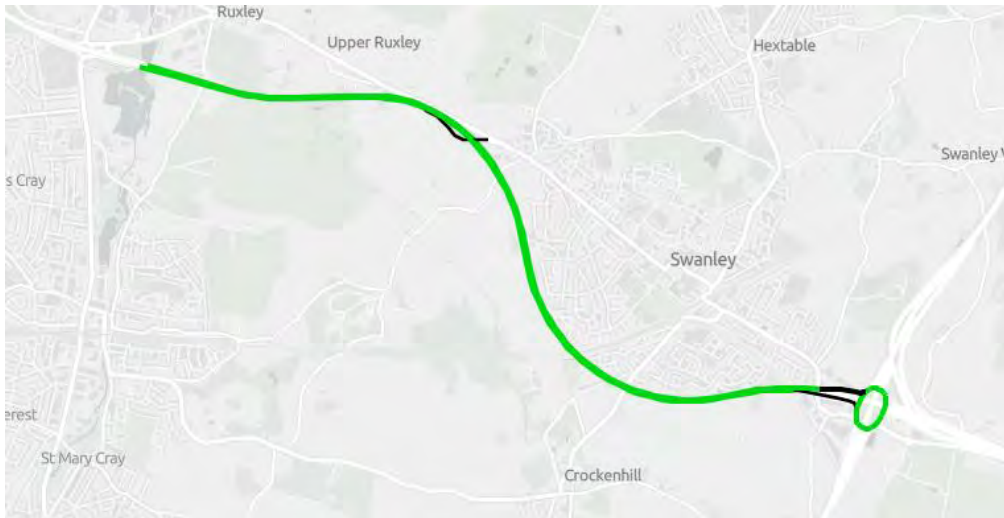 Ruxley
Upper Ruxley
Hextable
Swanley V
s Cray
Swanley
erest
St Mary Cray
Crockenhill